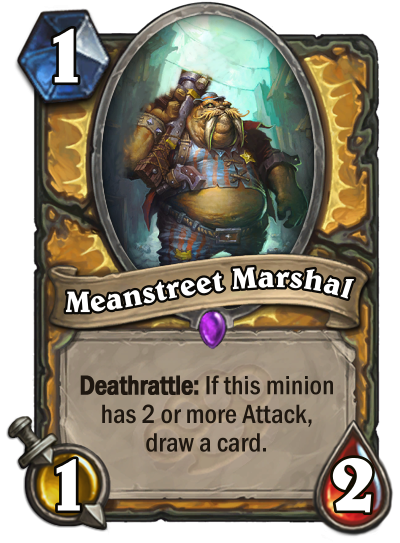 1
Meanstreet Marshal
Deathrattle: If this minion
has 2 or more Attack,
draw a card.
1
2